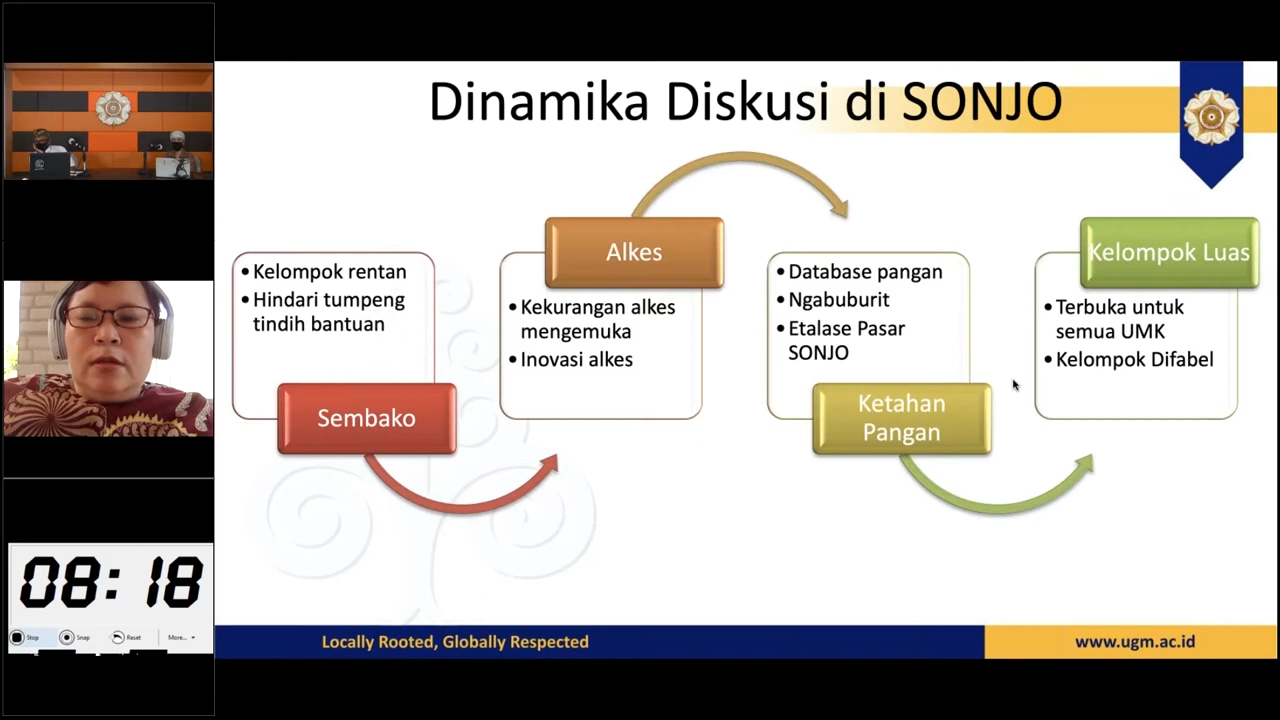 Dinamika Diskusi di SONJO
• Kelompok rentan
• Hindari tumpeng
tindih bantuan
Sembako
Alkes
• Kekurangan alkes
mengemuka
• Inovasi alkes
• Database pangan
• Ngabuburit
• Etalase Pasar
SONJO
Ketahan
Pangan
Kelompok Luas
• Terbuka untuk
semua UMK
• Kelompok Difabel
08:18
Stop Snap Reset More...
Locally Rooted, Globally Respected
www.ugm.ac.id